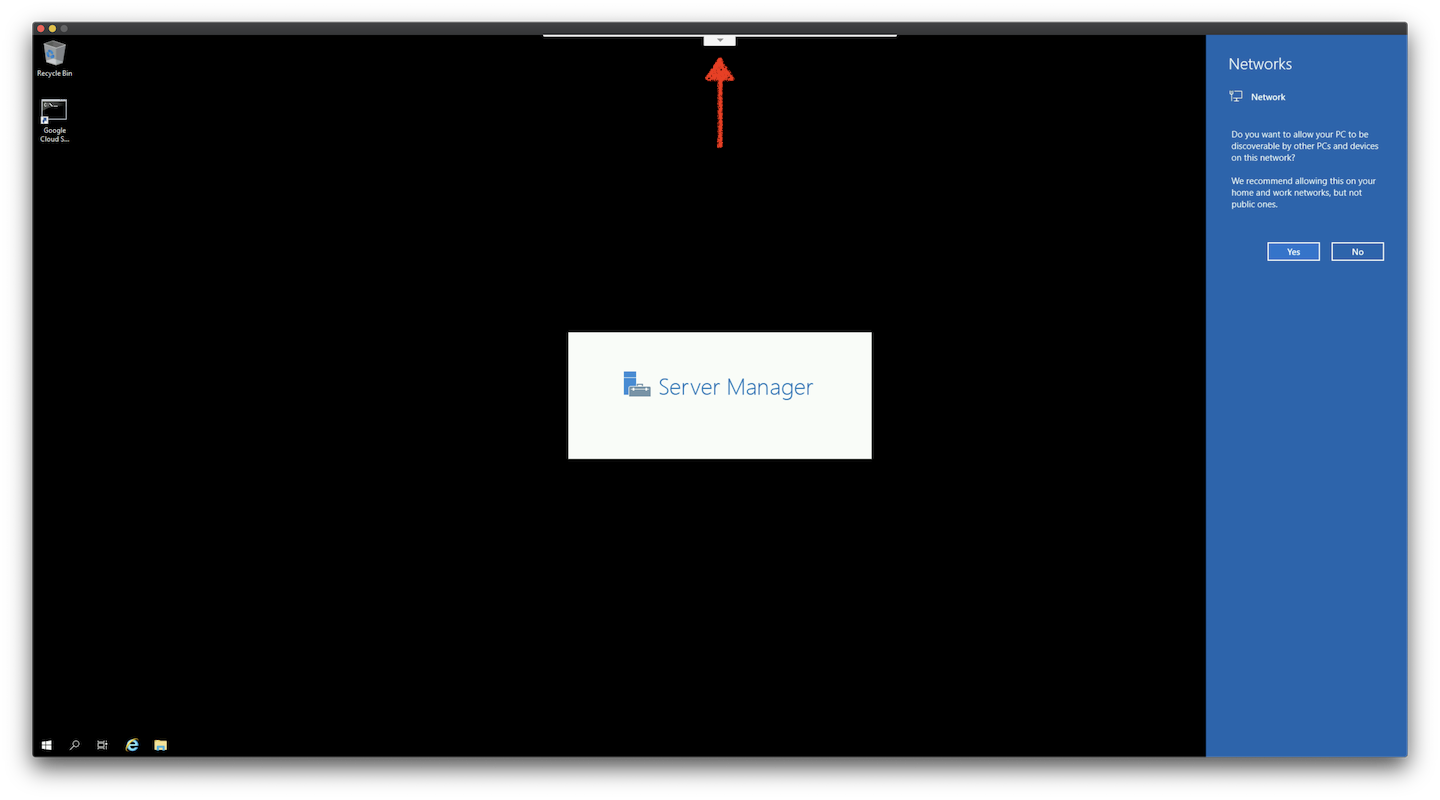 Recycle Bin
Google
Cloud S...
Server Manager
Networks
Network
Do you want to allow your PC to be
discoverable by other PCs and devices
on this network?
We recommend allowing this on your
home and work networks, but not
public ones.
Yes
No